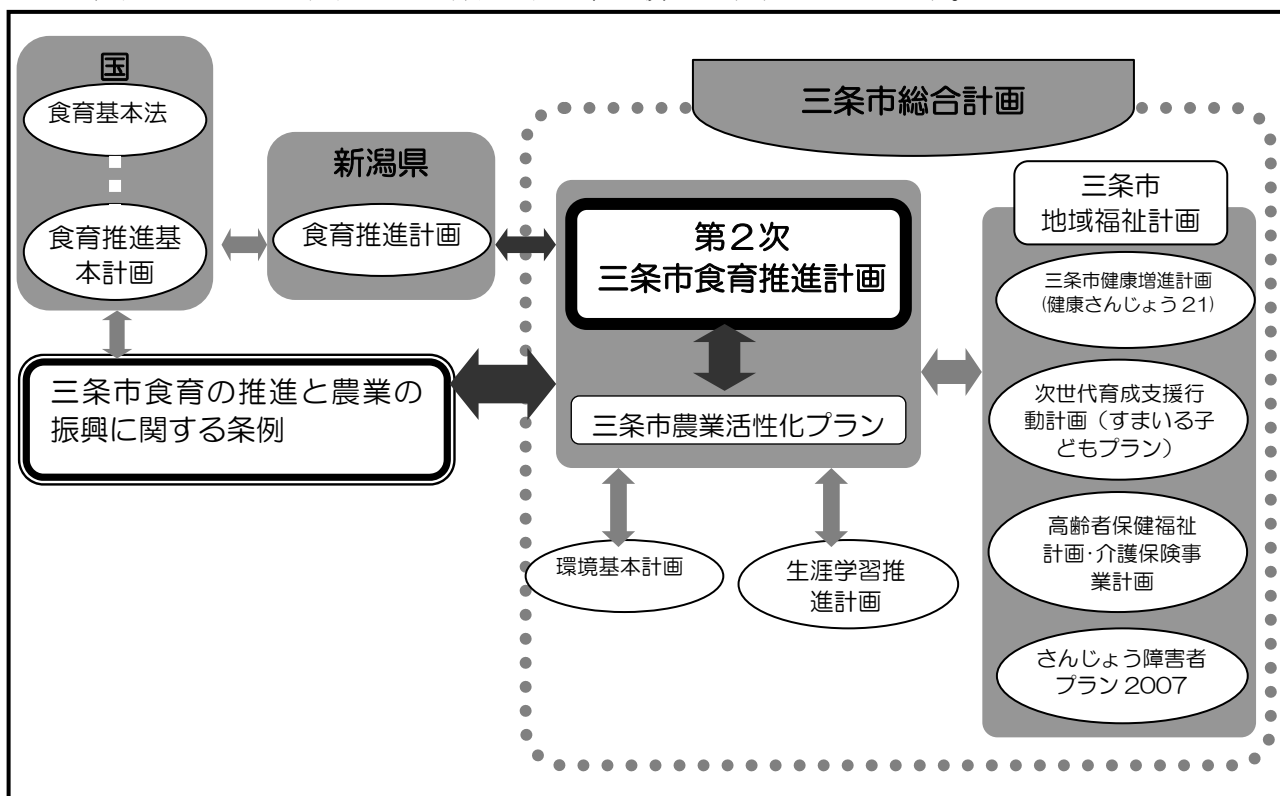 国
食育基本法
食育推進基
本計画
新潟県
食育推進計画
三条市食育の推進と農業の
振興に関する条例
三条市総合計画
第２次
三条市食育推進計画
三条市農業活性化プラン
環境基本計画
生涯学習推
進計画
三条市
地域福祉計画
三条市健康増進計画
(健康さんじょう 21)
次世代育成支援行
動計画（すまいる子
どもプラン）
高齢者保健福祉
計画・介護保険事
業計画
さんじょう障害者
プラン 2007